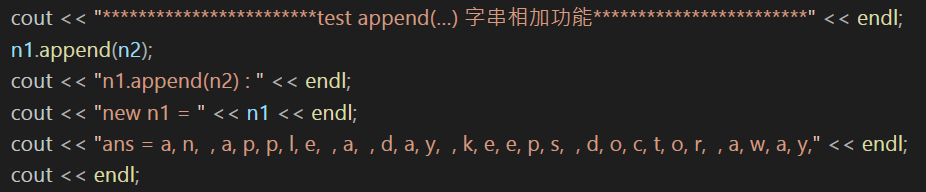 cout << "************************test append(...) 字串相加功能************************" << endl;
n1.append(n2);
cout << "n1.append(n2) : " << endl;
cout << "new n1 = " << n1 << endl;
cout << "ans = a, n,  , a, p, p, l, e,  , a,  , d, a, y,  , k, e, e, p, s,  , d, o, c, t, o, r,  , a, w, a, y," << endl;
cout << endl;